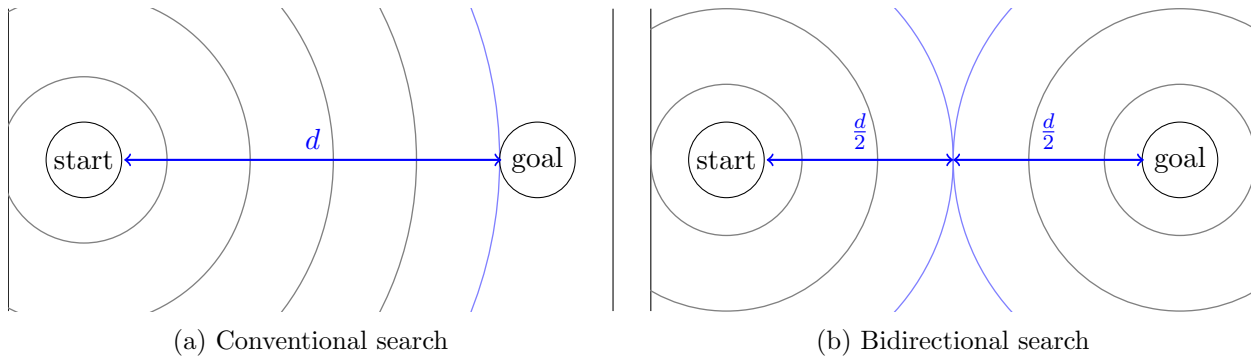 start
d
goal
(a) Conventional search
start
d/2
d/2
goal
(b) Bidirectional search